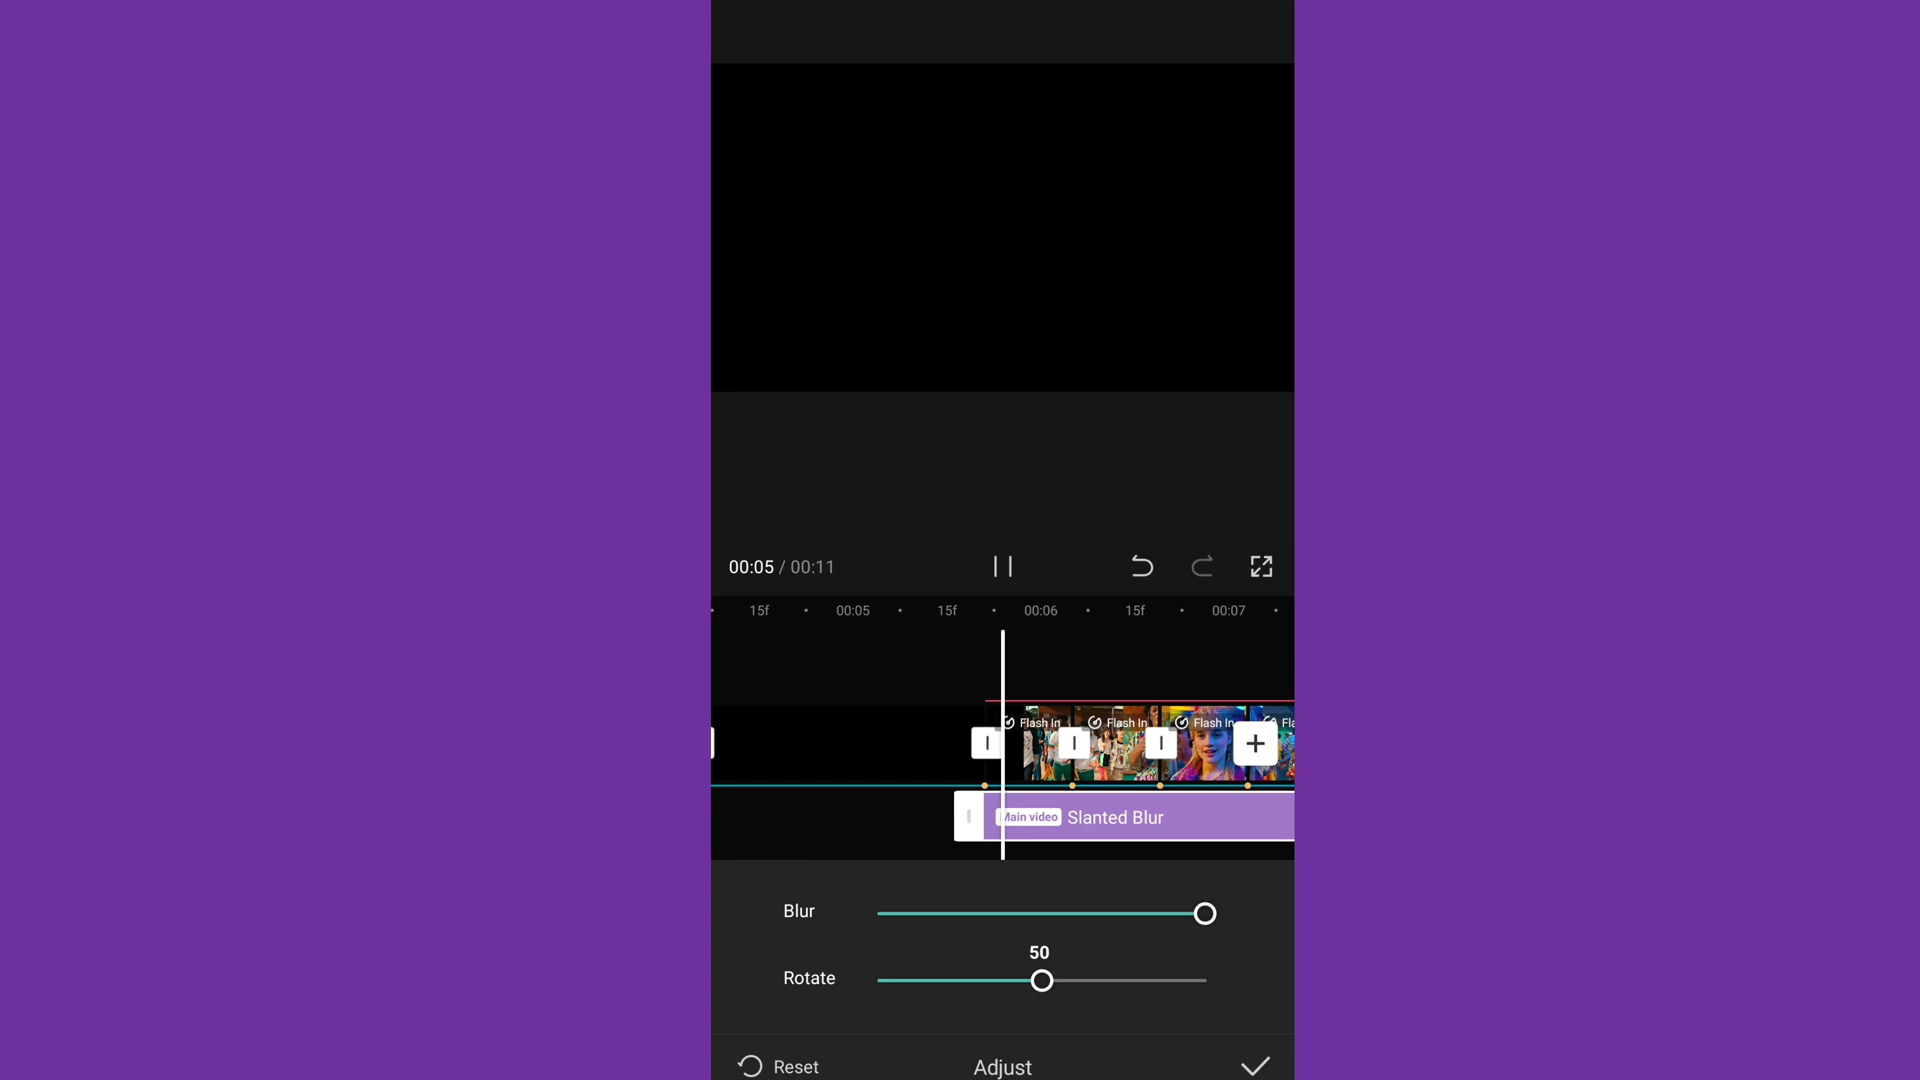 00:05 / 00:11
15f 00:05 15f 00:06 15f 00:07
Flash In Flash In Flash In Fla
Main video Slanted Blur
Blur
50
Rotate
Reset Adjust